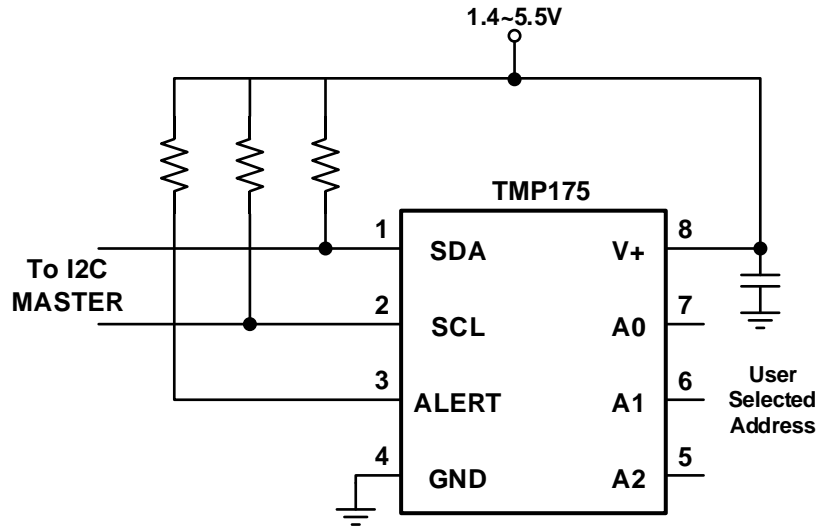 1.4~5.5V
TMP175
To I2C
MASTER
1
SDA
V+
8
2
SCL
A0
7
3
ALERT
A1
6
4
GND
A2
5
User
Selected
Address